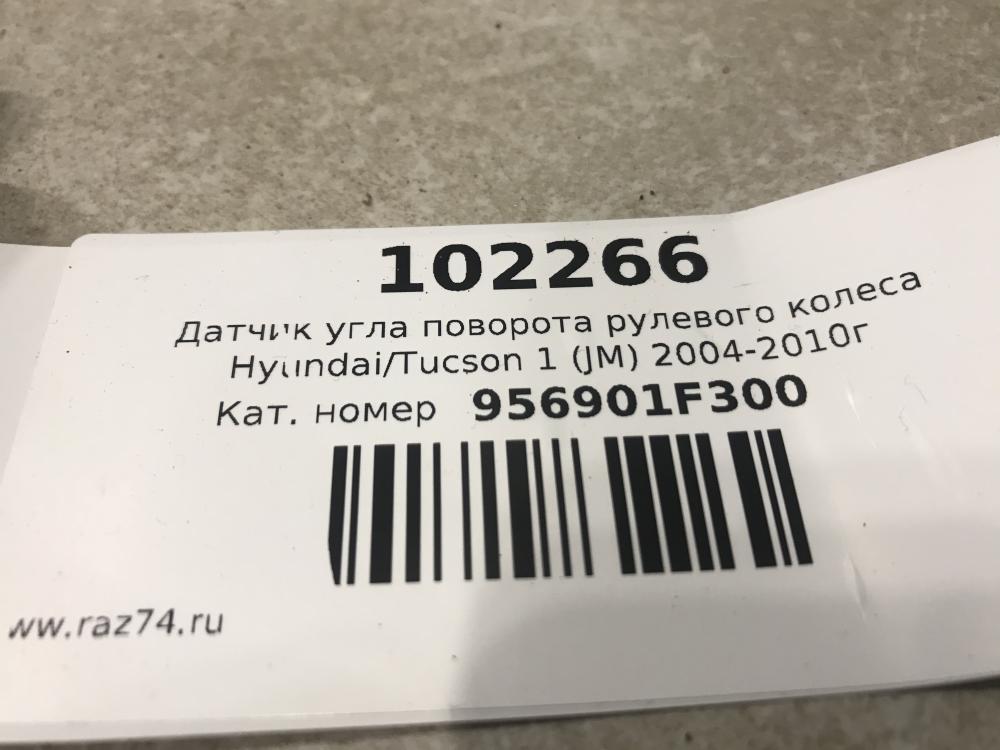 102266
Датчик угла поворота рулевого колеса
Hyundai/Tucson 1 (JM) 2004-2010г
Кат. номер 956901F300
ww.raz74.ru